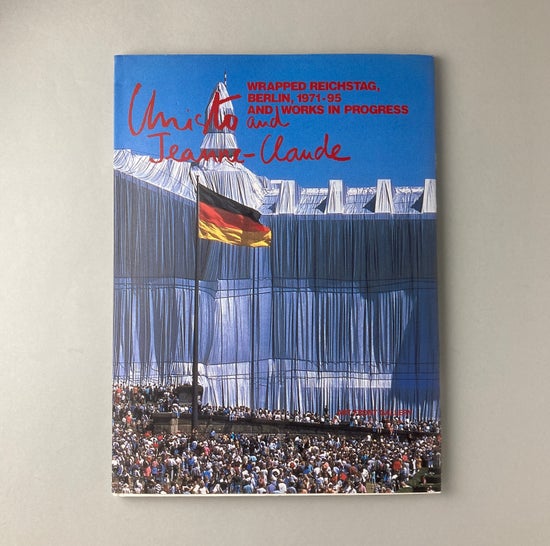 WRAPPED REICHSTAG,
BERLIN, 1971-95
AND WORKS IN PROGRESS
Christo and
Jeanne-Claude